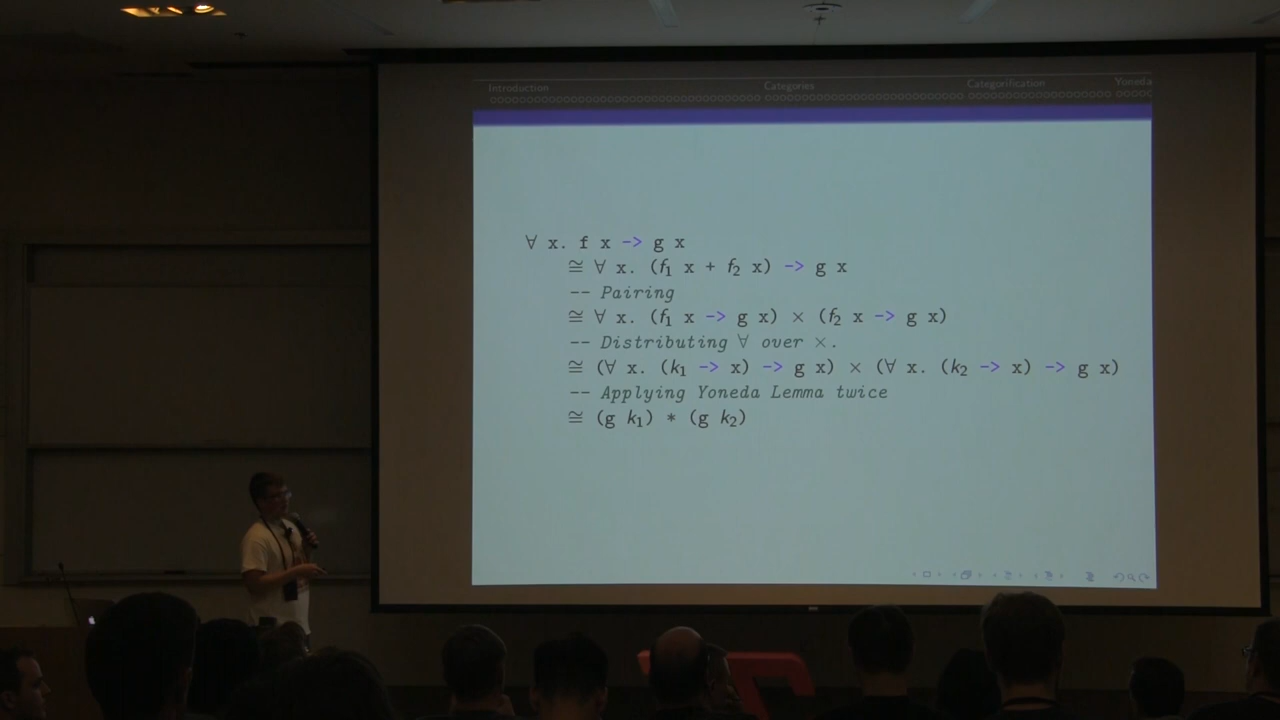 Introduction Categories Categorification Yoneda
∀ x. f x -> g x
≅ ∀ x. (f₁ x + f₂ x) -> g x
-- Pairing
≅ ∀ x. (f₁ x -> g x) × (f₂ x -> g x)
-- Distributing ∀ over ×.
≅ (∀ x. (k₁ -> x) -> g x) × (∀ x. (k₂ -> x) -> g x)
-- Applying Yoneda Lemma twice
≅ (g k₁) * (g k₂)